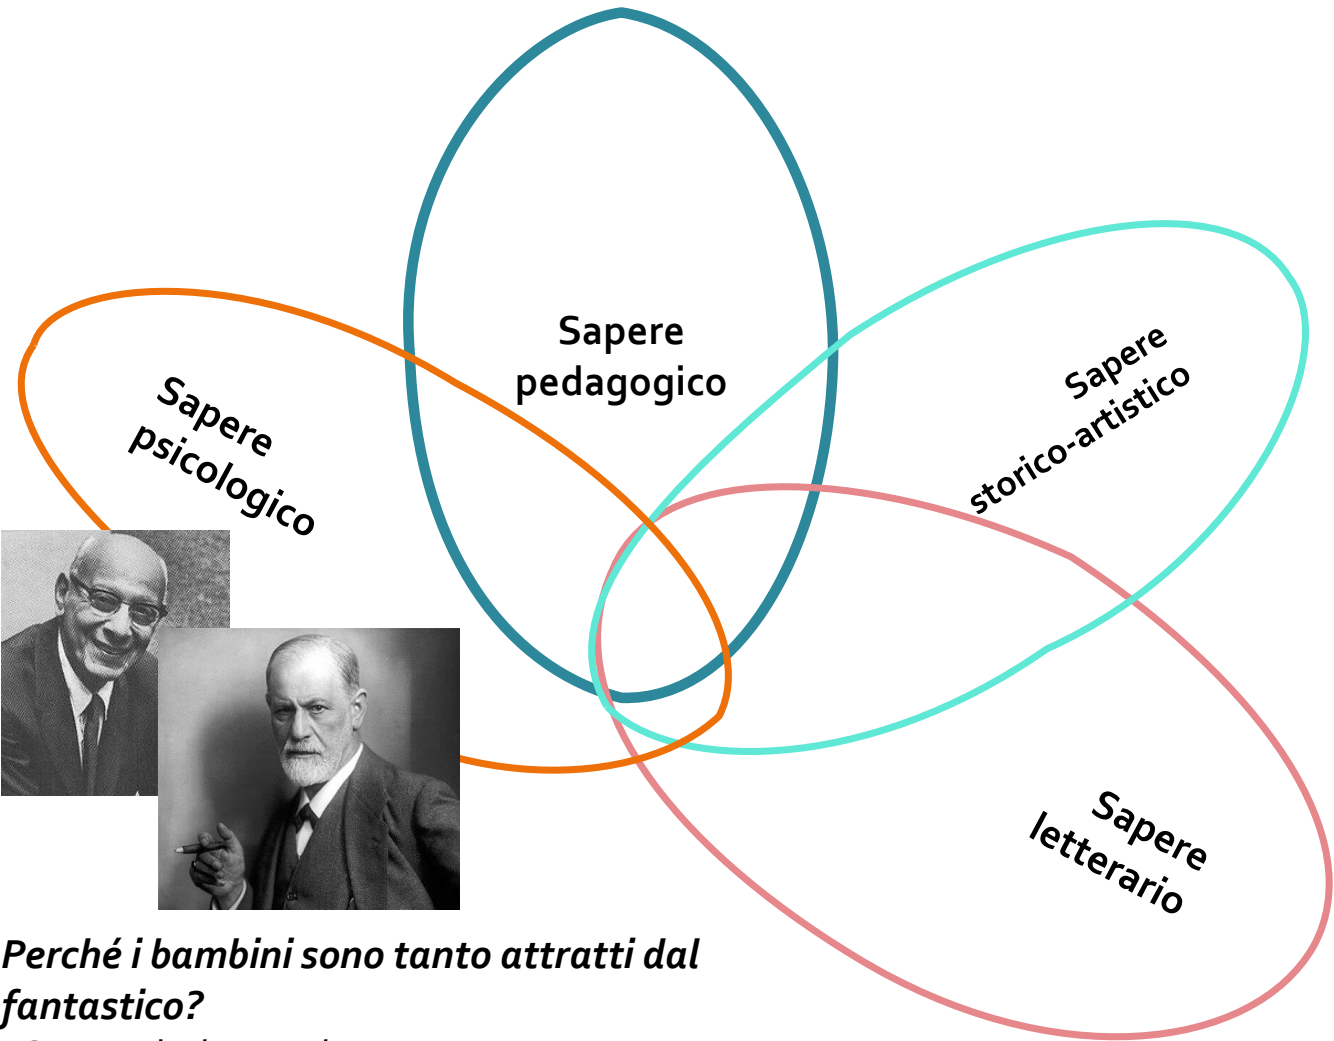 Sapere
pedagogico
Sapere
psicologico
Sapere
storico-artistico
Sapere
letterario
Perché i bambini sono tanto attratti dal
fantastico?